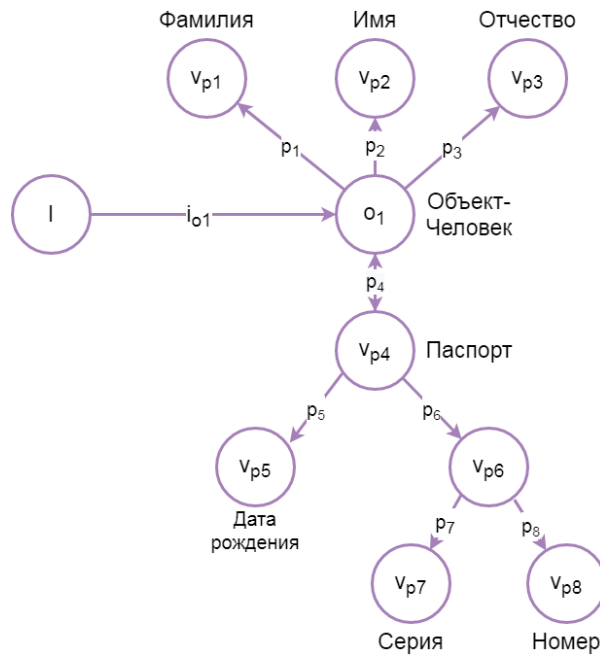 Фамилия
Имя
Отчество
vp1
vp2
vp3
p1
p2
p3
I
io1
o1
Объект-
Человек
p4
vp4
Паспорт
p5
p6
vp5
vp6
Дата
рождения
p7
p8
vp7
vp8
Серия
Номер